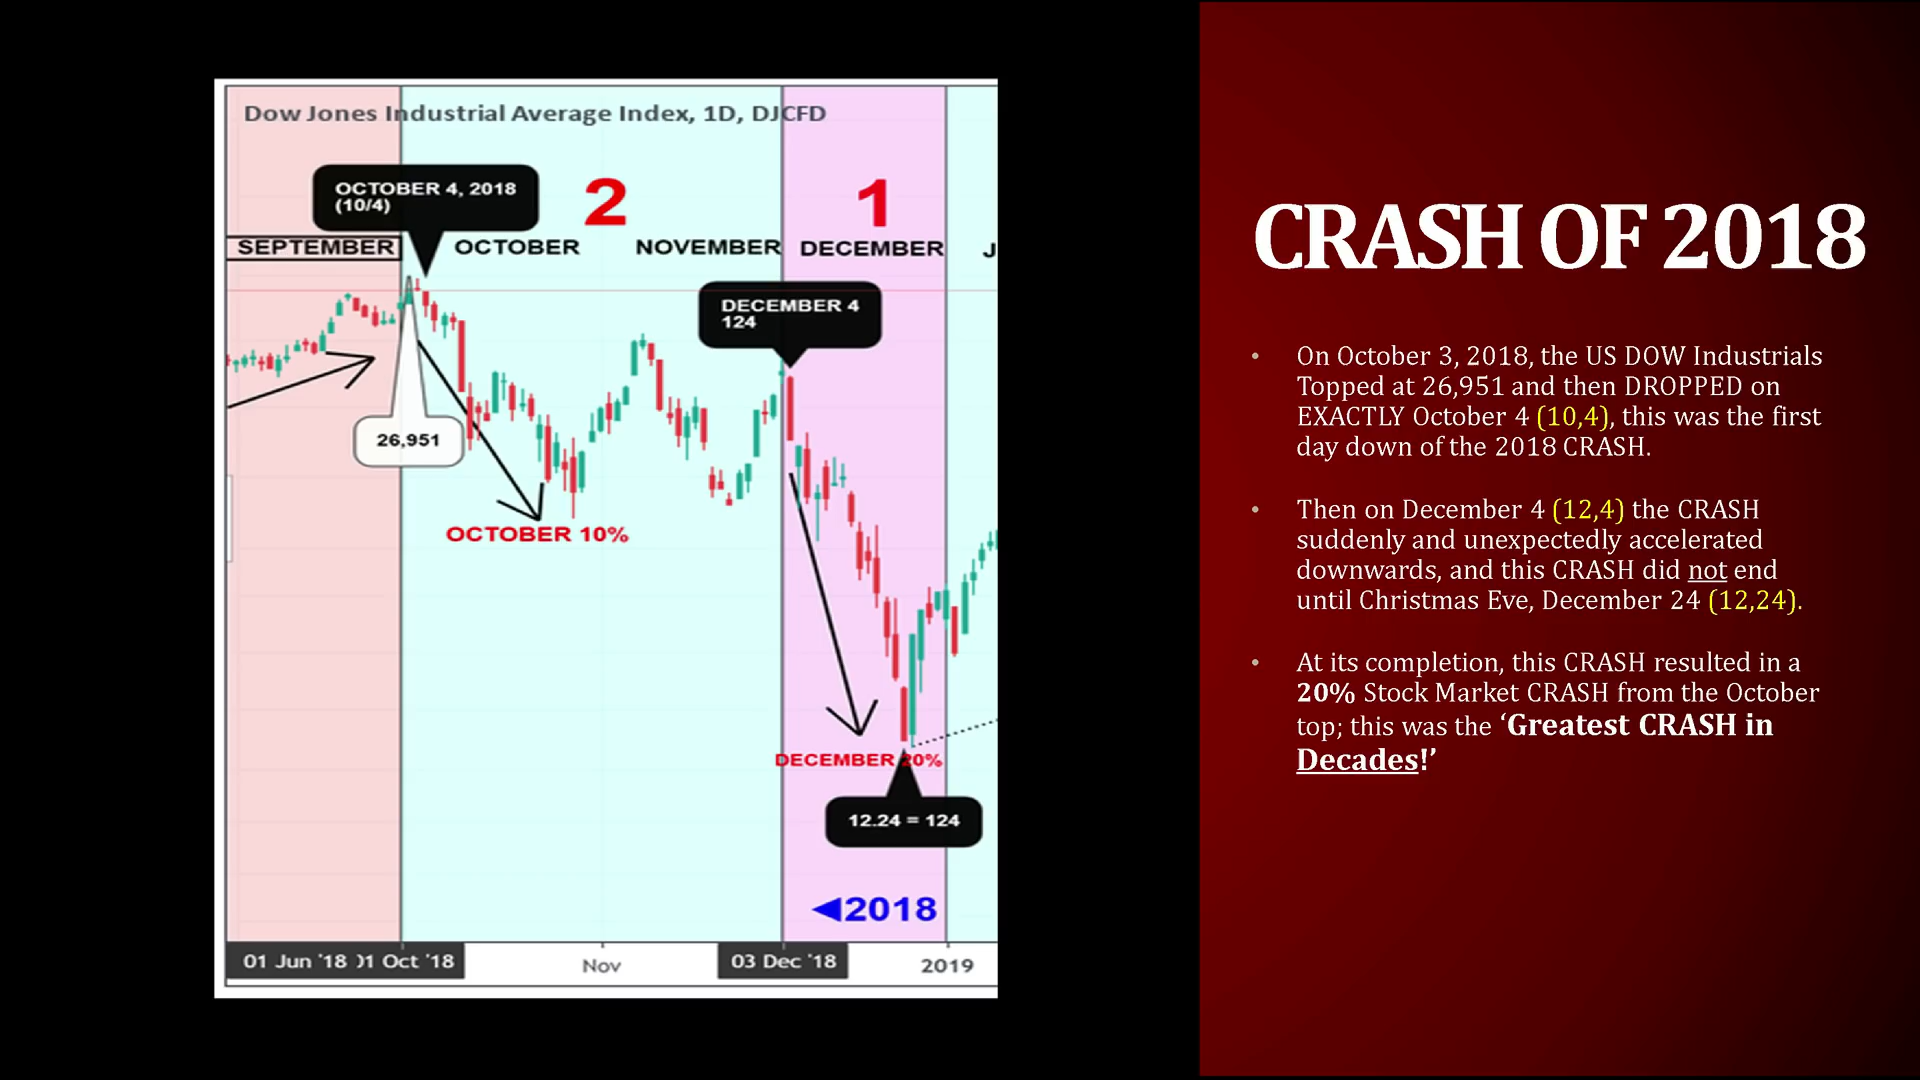 Dow Jones Industrial Average Index, 1D, DJCFD
OCTOBER 4, 2018
(10/4)
2
1
SEPTEMBER
OCTOBER
NOVEMBER
DECEMBER
J
DECEMBER 4
124
26,951
OCTOBER 10%
DECEMBER 20%
12.24 = 124
◀2018
01 Jun '18
01 Oct '18
Nov
03 Dec '18
2019
CRASH OF 2018
• On October 3, 2018, the US DOW Industrials
Topped at 26,951 and then DROPPED on
EXACTLY October 4 (10,4), this was the first
day down of the 2018 CRASH.
• Then on December 4 (12,4) the CRASH
suddenly and unexpectedly accelerated
downwards, and this CRASH did not end
until Christmas Eve, December 24 (12,24).
• At its completion, this CRASH resulted in a
20% Stock Market CRASH from the October
top; this was the ‘Greatest CRASH in
Decades!’